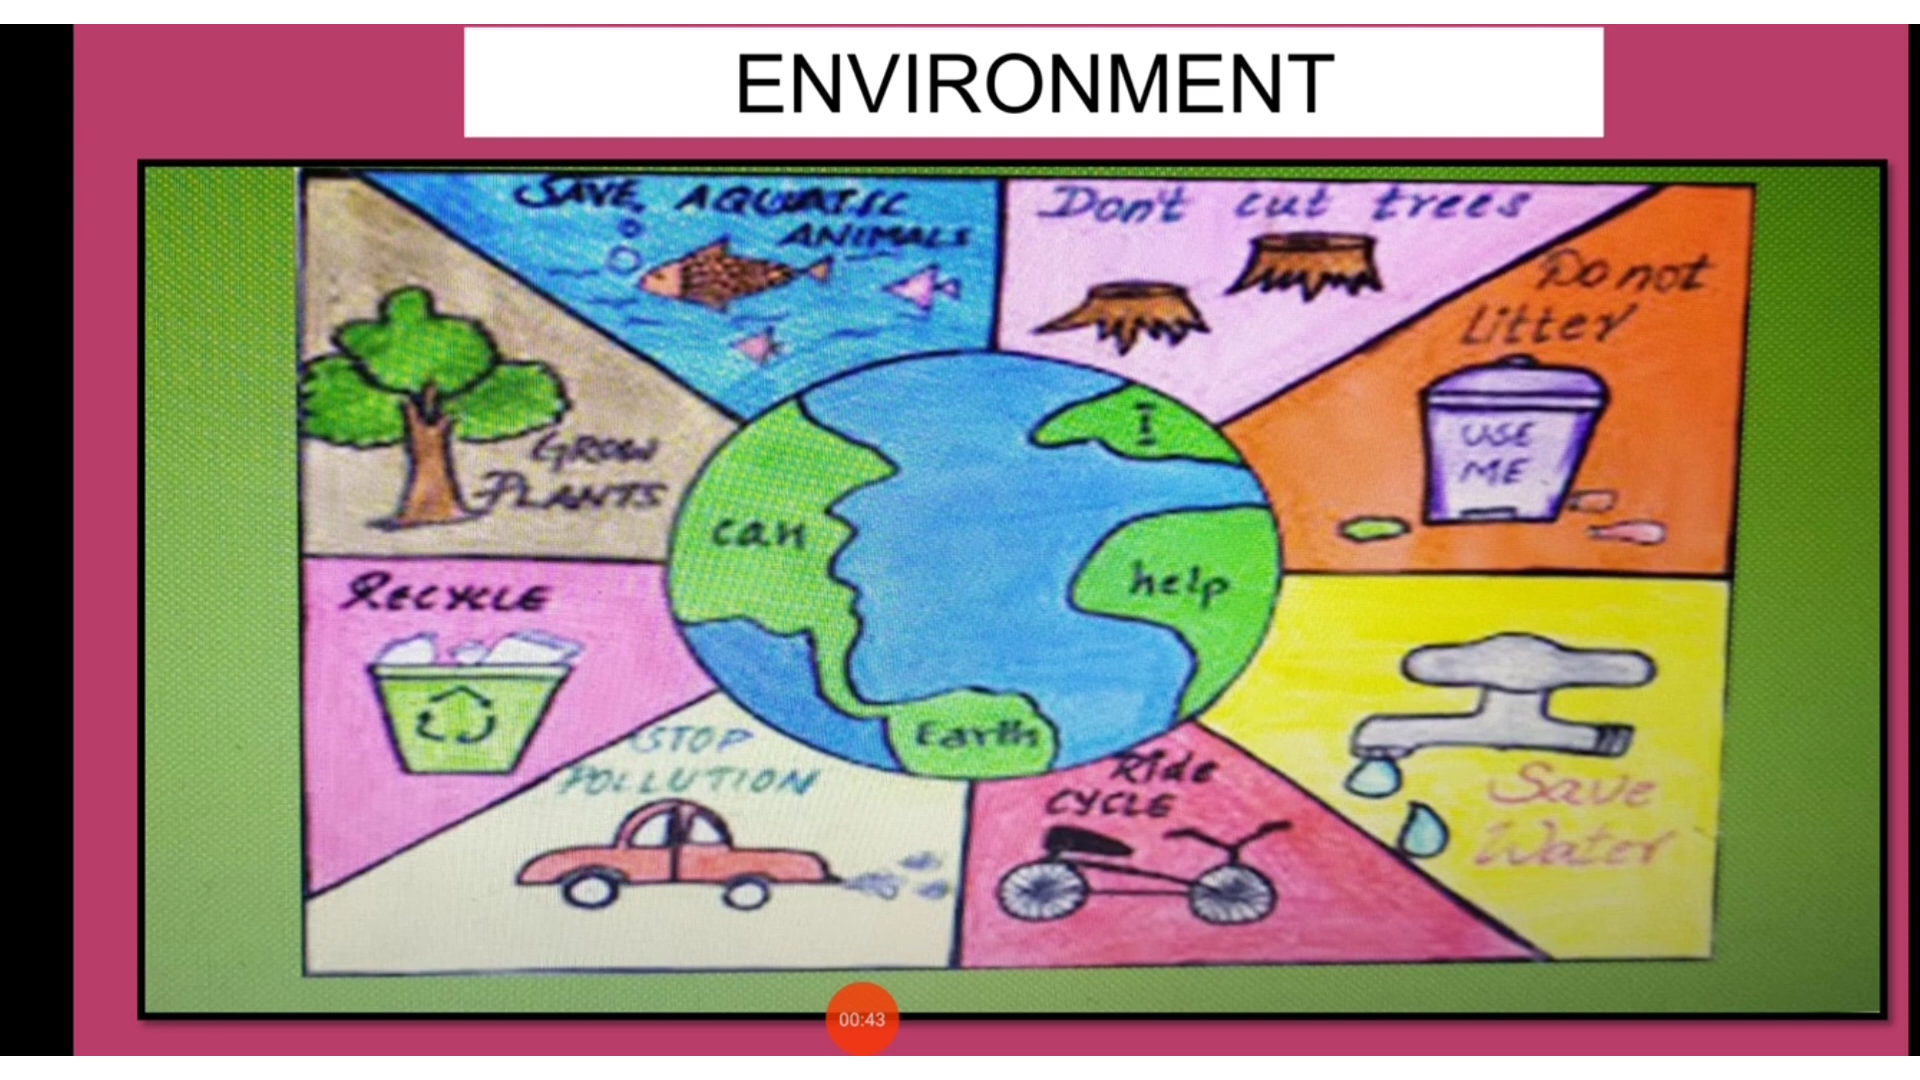 ENVIRONMENT
SAVE AQUATIC
ANIMALS
Don't cut trees
Do not
Litter
USE
ME
GROW
PLANTS
I
can
help
Earth
RECYCLE
STOP
POLLUTION
Ride
CYCLE
Save
Water
00:43